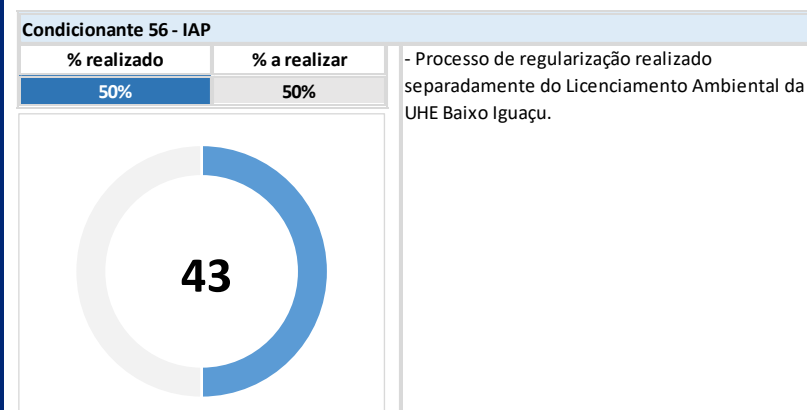 Condicionante 56 - IAP
% realizado
% a realizar
50%
50%
- Processo de regularização realizado
separadamente do Licenciamento Ambiental da
UHE Baixo Iguaçu.
43